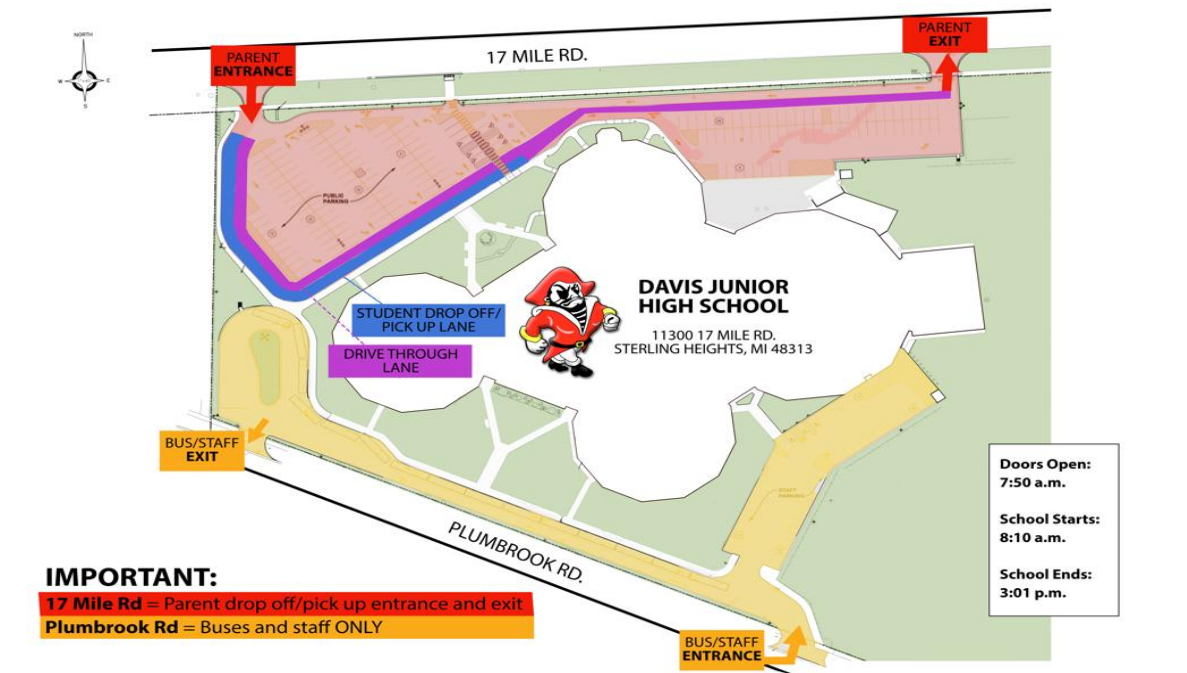 NORTH
W
E
S
PARENT
ENTRANCE
17 MILE RD.
PARENT
EXIT
PUBLIC
PARKING
STUDENT DROP OFF/
PICK UP LANE
DRIVE THROUGH
LANE
DAVIS JUNIOR
HIGH SCHOOL
11300 17 MILE RD.
STERLING HEIGHTS, MI 48313
BUS/STAFF
EXIT
STAFF
PARKING
PLUMBROOK RD.
BUS/STAFF
ENTRANCE
Doors Open:
7:50 a.m.
School Starts:
8:10 a.m.
School Ends:
3:01 p.m.
IMPORTANT:
17 Mile Rd = Parent drop off/pick up entrance and exit
Plumbrook Rd = Buses and staff ONLY